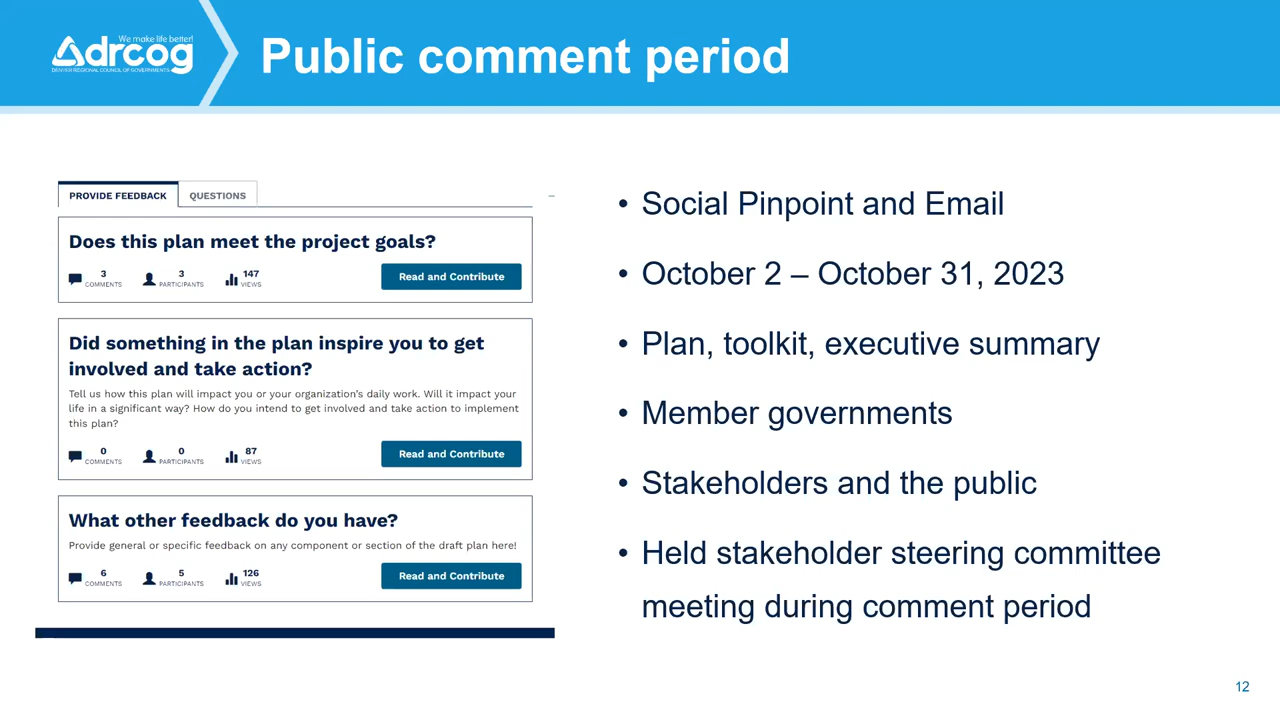 We make life better!
drcog
DENVER REGIONAL COUNCIL OF GOVERNMENTS
Public comment period
PROVIDE FEEDBACK
QUESTIONS
Does this plan meet the project goals?
3 3 147
COMMENTS PARTICIPANTS VIEWS
Read and Contribute
Did something in the plan inspire you to get
involved and take action?
Tell us how this plan will impact you or your organization's daily work. Will it impact your
life in a significant way? How do you intend to get involved and take action to implement
this plan?
0 0 87
COMMENTS PARTICIPANTS VIEWS
Read and Contribute
What other feedback do you have?
Provide general or specific feedback on any component or section of the draft plan here!
6 5 126
COMMENTS PARTICIPANTS VIEWS
Read and Contribute
• Social Pinpoint and Email
• October 2 – October 31, 2023
• Plan, toolkit, executive summary
• Member governments
• Stakeholders and the public
• Held stakeholder steering committee
meeting during comment period
12